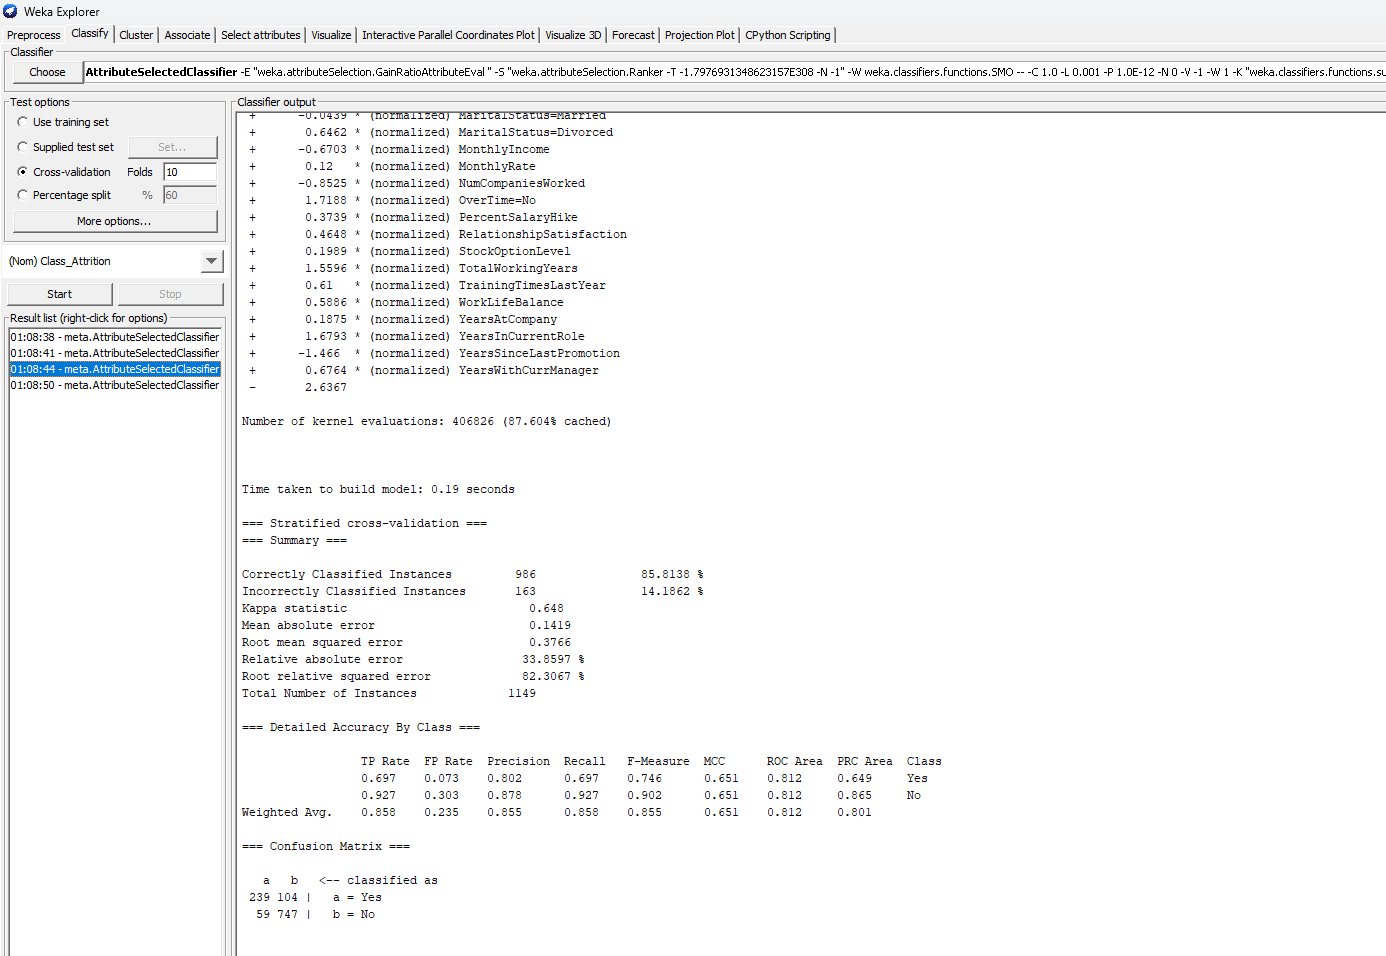 Weka Explorer
Preprocess Classify Cluster Associate Select attributes Visualize Interactive Parallel Coordinates Plot Visualize 3D Forecast Projection Plot CPython Scripting
Classifier
Choose AttributeSelectedClassifier -E "weka.attributeSelection.GainRatioAttributeEval " -S "weka.attributeSelection.Ranker -T -1.7976931348623157E308 -N -1" -W weka.classifiers.functions.SMO -- -C 1.0 -L 0.001 -P 1.0E-12 -N 0 -V -1 -W 1 -K "weka.classifiers.functions.su
Test options
Use training set
Supplied test set Set...
Cross-validation Folds 10
Percentage split % 60
More options...
(Nom) Class_Attrition
Start Stop
Result list (right-click for options)
01:08:38 - meta.AttributeSelectedClassifier
01:08:41 - meta.AttributeSelectedClassifier
01:08:44 - meta.AttributeSelectedClassifier
01:08:50 - meta.AttributeSelectedClassifier
Classifier output
+ -0.0439 * (normalized) MaritalStatus=Married
+ 0.6462 * (normalized) MaritalStatus=Divorced
+ -0.6703 * (normalized) MonthlyIncome
+ 0.12 * (normalized) MonthlyRate
+ -0.8525 * (normalized) NumCompaniesWorked
+ 1.7188 * (normalized) OverTime=No
+ 0.3739 * (normalized) PercentSalaryHike
+ 0.4648 * (normalized) RelationshipSatisfaction
+ 0.1989 * (normalized) StockOptionLevel
+ 1.5596 * (normalized) TotalWorkingYears
+ 0.61 * (normalized) TrainingTimesLastYear
+ 0.5886 * (normalized) WorkLifeBalance
+ 0.1875 * (normalized) YearsAtCompany
+ 1.6793 * (normalized) YearsInCurrentRole
+ -1.466 * (normalized) YearsSinceLastPromotion
+ 0.6764 * (normalized) YearsWithCurrManager
- 2.6367
Number of kernel evaluations: 406826 (87.604% cached)
Time taken to build model: 0.19 seconds
=== Stratified cross-validation ===
=== Summary ===
Correctly Classified Instances 986 85.8138 %
Incorrectly Classified Instances 163 14.1862 %
Kappa statistic 0.648
Mean absolute error 0.1419
Root mean squared error 0.3766
Relative absolute error 33.8597 %
Root relative squared error 82.3067 %
Total Number of Instances 1149
=== Detailed Accuracy By Class ===
TP Rate FP Rate Precision Recall F-Measure MCC ROC Area PRC Area Class
0.697 0.073 0.802 0.697 0.746 0.651 0.812 0.649 Yes
0.927 0.303 0.878 0.927 0.902 0.651 0.812 0.865 No
Weighted Avg. 0.858 0.235 0.855 0.858 0.855 0.651 0.812 0.801
=== Confusion Matrix ===
a b <-- classified as
239 104 | a = Yes
59 747 | b = No